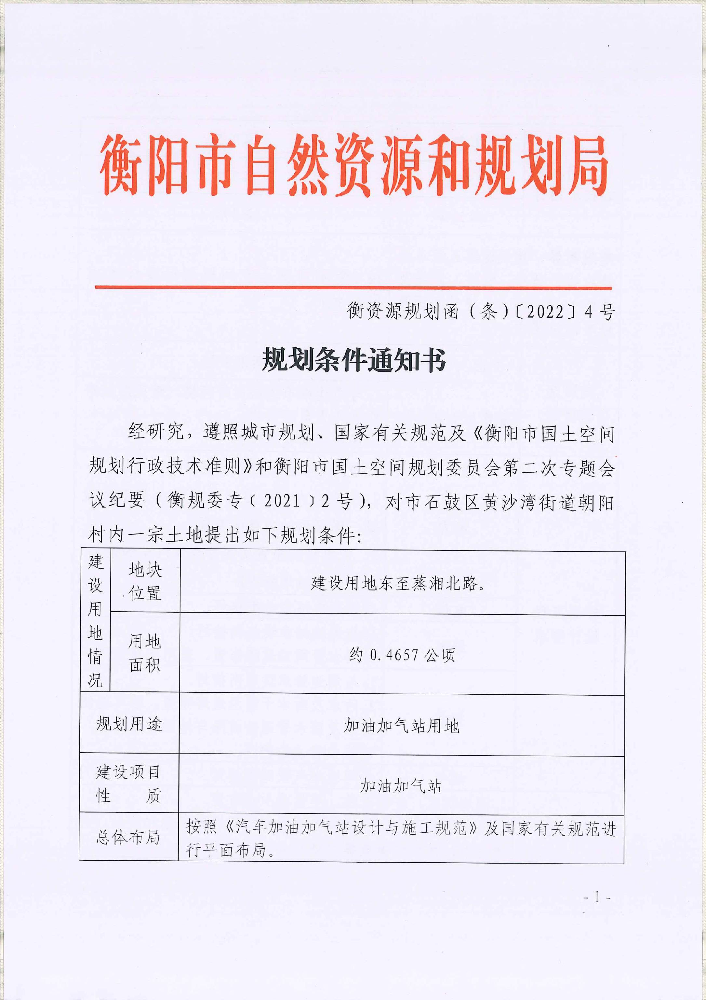 衡阳市自然资源和规划局
衡资源规划函（条）〔2022〕4号
规划条件通知书
经研究，遵照城市规划、国家有关规范及《衡阳市国土空间
规划行政技术准则》和衡阳市国土空间规划委员会第二次专题会
议纪要（衡规委专﹝2021﹞2号），对市石鼓区黄沙湾街道朝阳
村内一宗土地提出如下规划条件：
建设用地情况
地块
位置
建设用地东至蒸湘北路。
用地
面积
约0.4657公顷
规划用途
加油加气站用地
建设项目
性 质
加油加气站
总体布局
按照《汽车加油加气站设计与施工规范》及国家有关规范进
行平面布局。
- 1 -